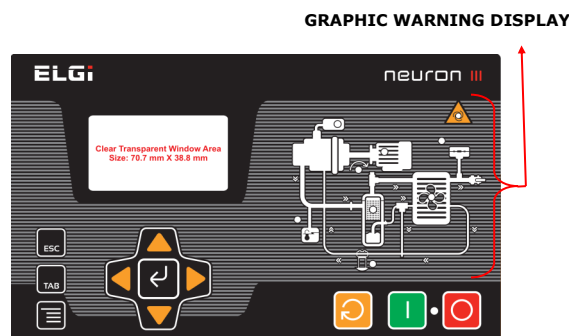 GRAPHIC WARNING DISPLAY
ELGi
neuron III
Clear Transparent Window Area
Size: 70.7 mm X 38.8 mm
ESC
TAB